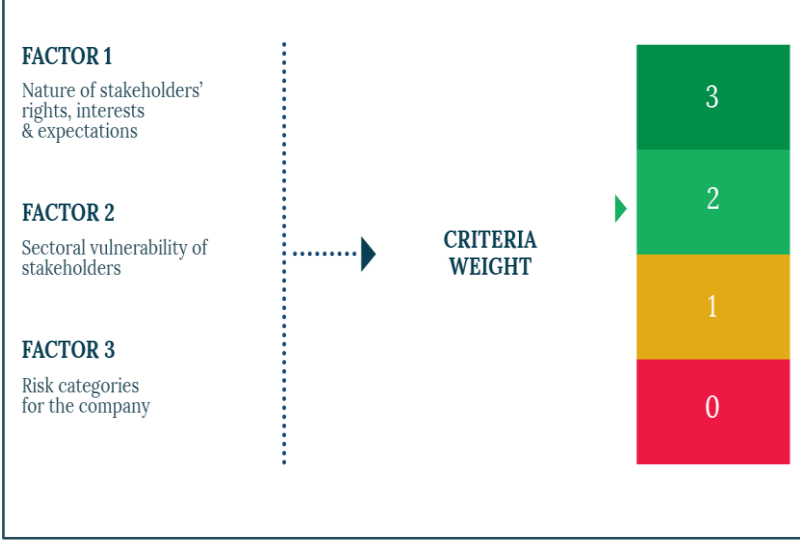 FACTOR 1
Nature of stakeholders’
rights, interests
& expectations
FACTOR 2
Sectoral vulnerability of
stakeholders
FACTOR 3
Risk categories
for the company
CRITERIA
WEIGHT
3
2
1
0